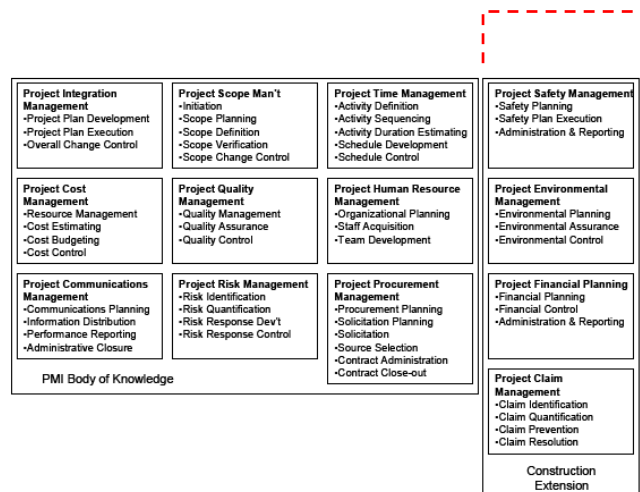 Project Integration
Management
•Project Plan Development
•Project Plan Execution
•Overall Change Control
Project Scope Man't
•Initiation
•Scope Planning
•Scope Definition
•Scope Verification
•Scope Change Control
Project Time Management
•Activity Definition
•Activity Sequencing
•Activity Duration Estimating
•Schedule Development
•Schedule Control
Project Safety Management
•Safety Planning
•Safety Plan Execution
•Administration & Reporting
Project Cost
Management
•Resource Management
•Cost Estimating
•Cost Budgeting
•Cost Control
Project Quality
Management
•Quality Management
•Quality Assurance
•Quality Control
Project Human Resource
Management
•Organizational Planning
•Staff Acquisition
•Team Development
Project Environmental
Management
•Environmental Planning
•Environmental Assurance
•Environmental Control
Project Communications
Management
•Communications Planning
•Information Distribution
•Performance Reporting
•Administrative Closure
Project Risk Management
•Risk Identification
•Risk Quantification
•Risk Response Dev't
•Risk Response Control
Project Procurement
Management
•Procurement Planning
•Solicitation Planning
•Solicitation
•Source Selection
•Contract Administration
•Contract Close-out
Project Financial Planning
•Financial Planning
•Financial Control
•Administration & Reporting
PMI Body of Knowledge
Project Claim
Management
•Claim Identification
•Claim Quantification
•Claim Prevention
•Claim Resolution
Construction
Extension